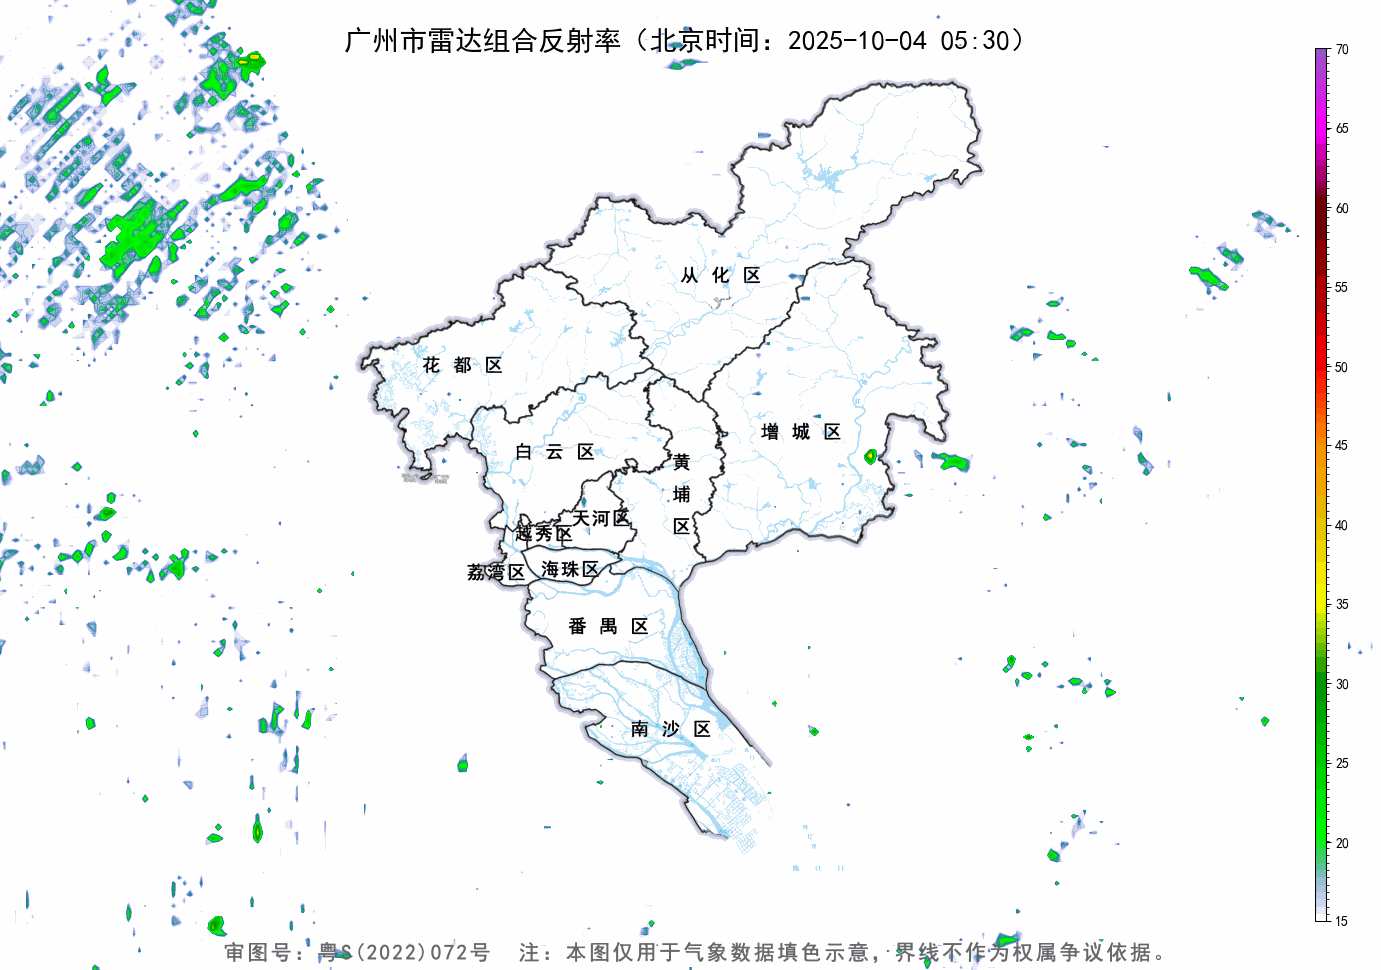 广州市雷达组合反射率（北京时间：2025-10-04 05:30）
70
65
60
55
50
45
40
35
30
25
20
15
从化区
花都区
增城区
白云区
黄埔区
天河区
越秀区
海珠区
荔湾区
番禺区
南沙区
审图号：粤S(2022)072号 注：本图仅用于气象数据填色示意，界线不作为权属争议依据。